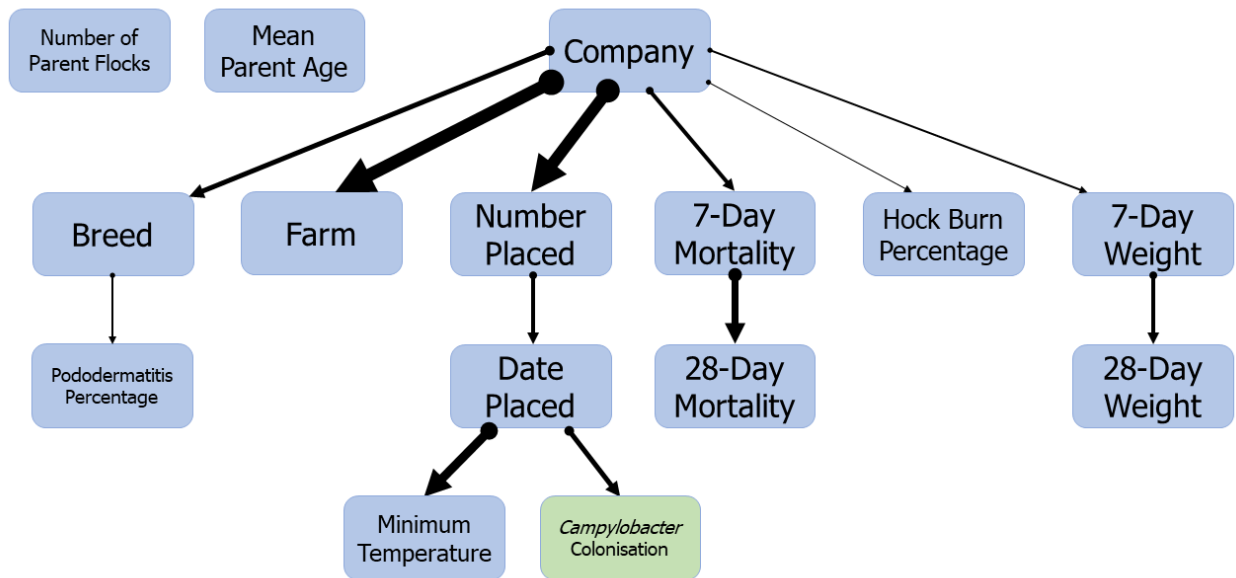 Number of
Parent Flocks
Mean
Parent Age
Company
Breed
Farm
Number
Placed
7-Day
Mortality
Hock Burn
Percentage
7-Day
Weight
Pododermatitis
Percentage
Date
Placed
28-Day
Mortality
28-Day
Weight
Minimum
Temperature
Campylobacter
Colonisation